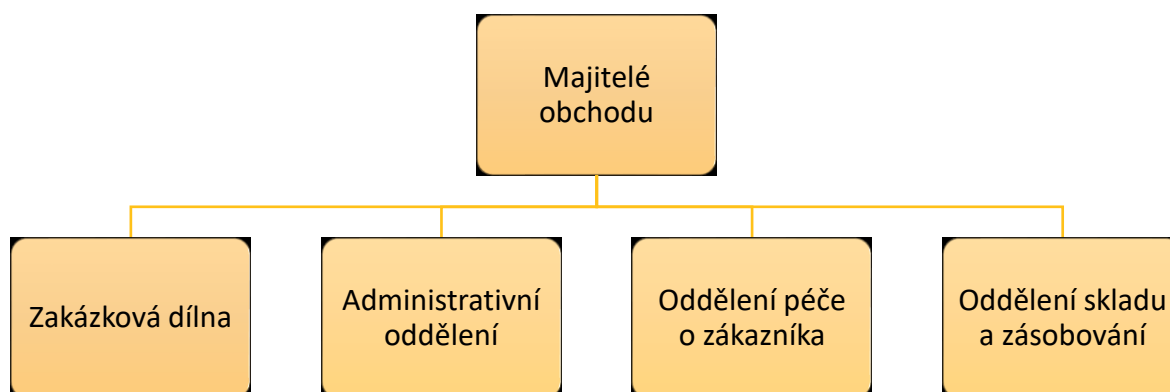 Majitelé
obchodu
Zakázková dílna
Administrativní
oddělení
Oddělení péče
o zákazníka
Oddělení skladu
a zásobování